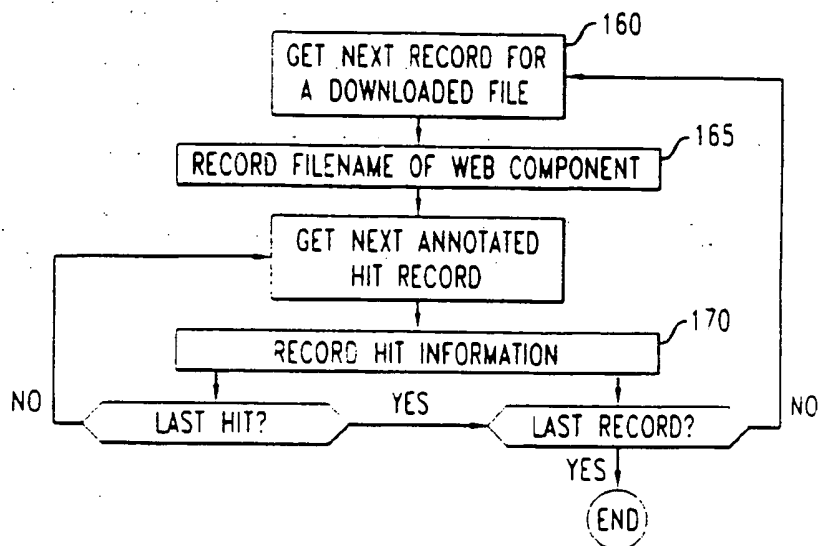 160
GET NEXT RECORD FOR
A DOWNLOADED FILE
165
RECORD FILENAME OF WEB COMPONENT
GET NEXT ANNOTATED
HIT RECORD
170
RECORD HIT INFORMATION
NO
LAST HIT?
YES
LAST RECORD?
NO
YES
END